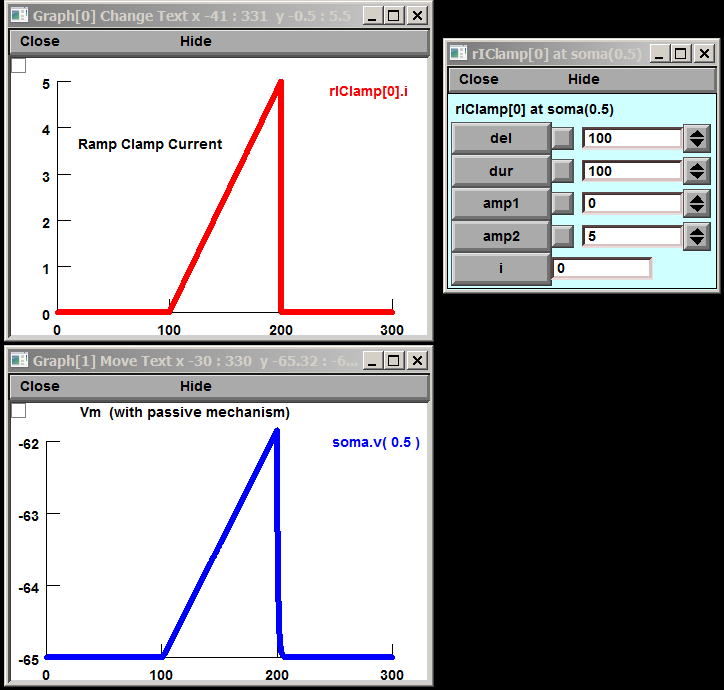 Graph[0] Change Text x -41 : 331 y -0.5 : 5.5
Close Hide
5
rIClamp[0].i
4
Ramp Clamp Current
3
2
1
0
0 100 200 300
rIClamp[0] at soma(0.5)
Close Hide
rIClamp[0] at soma(0.5)
del 100
dur 100
amp1 0
amp2 5
i 0
Graph[1] Move Text x -30 : 330 y -65.32 : -6...
Close Hide
Vm (with passive mechanism)
-62
soma.v( 0.5 )
-63
-64
-65
0 100 200 300